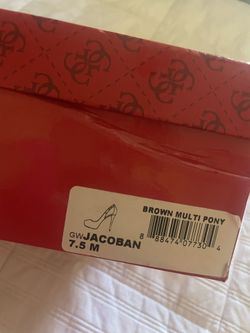 BROWN MULTI PONY
GWJACOBAN
7.5 M
8 88474 07730 4